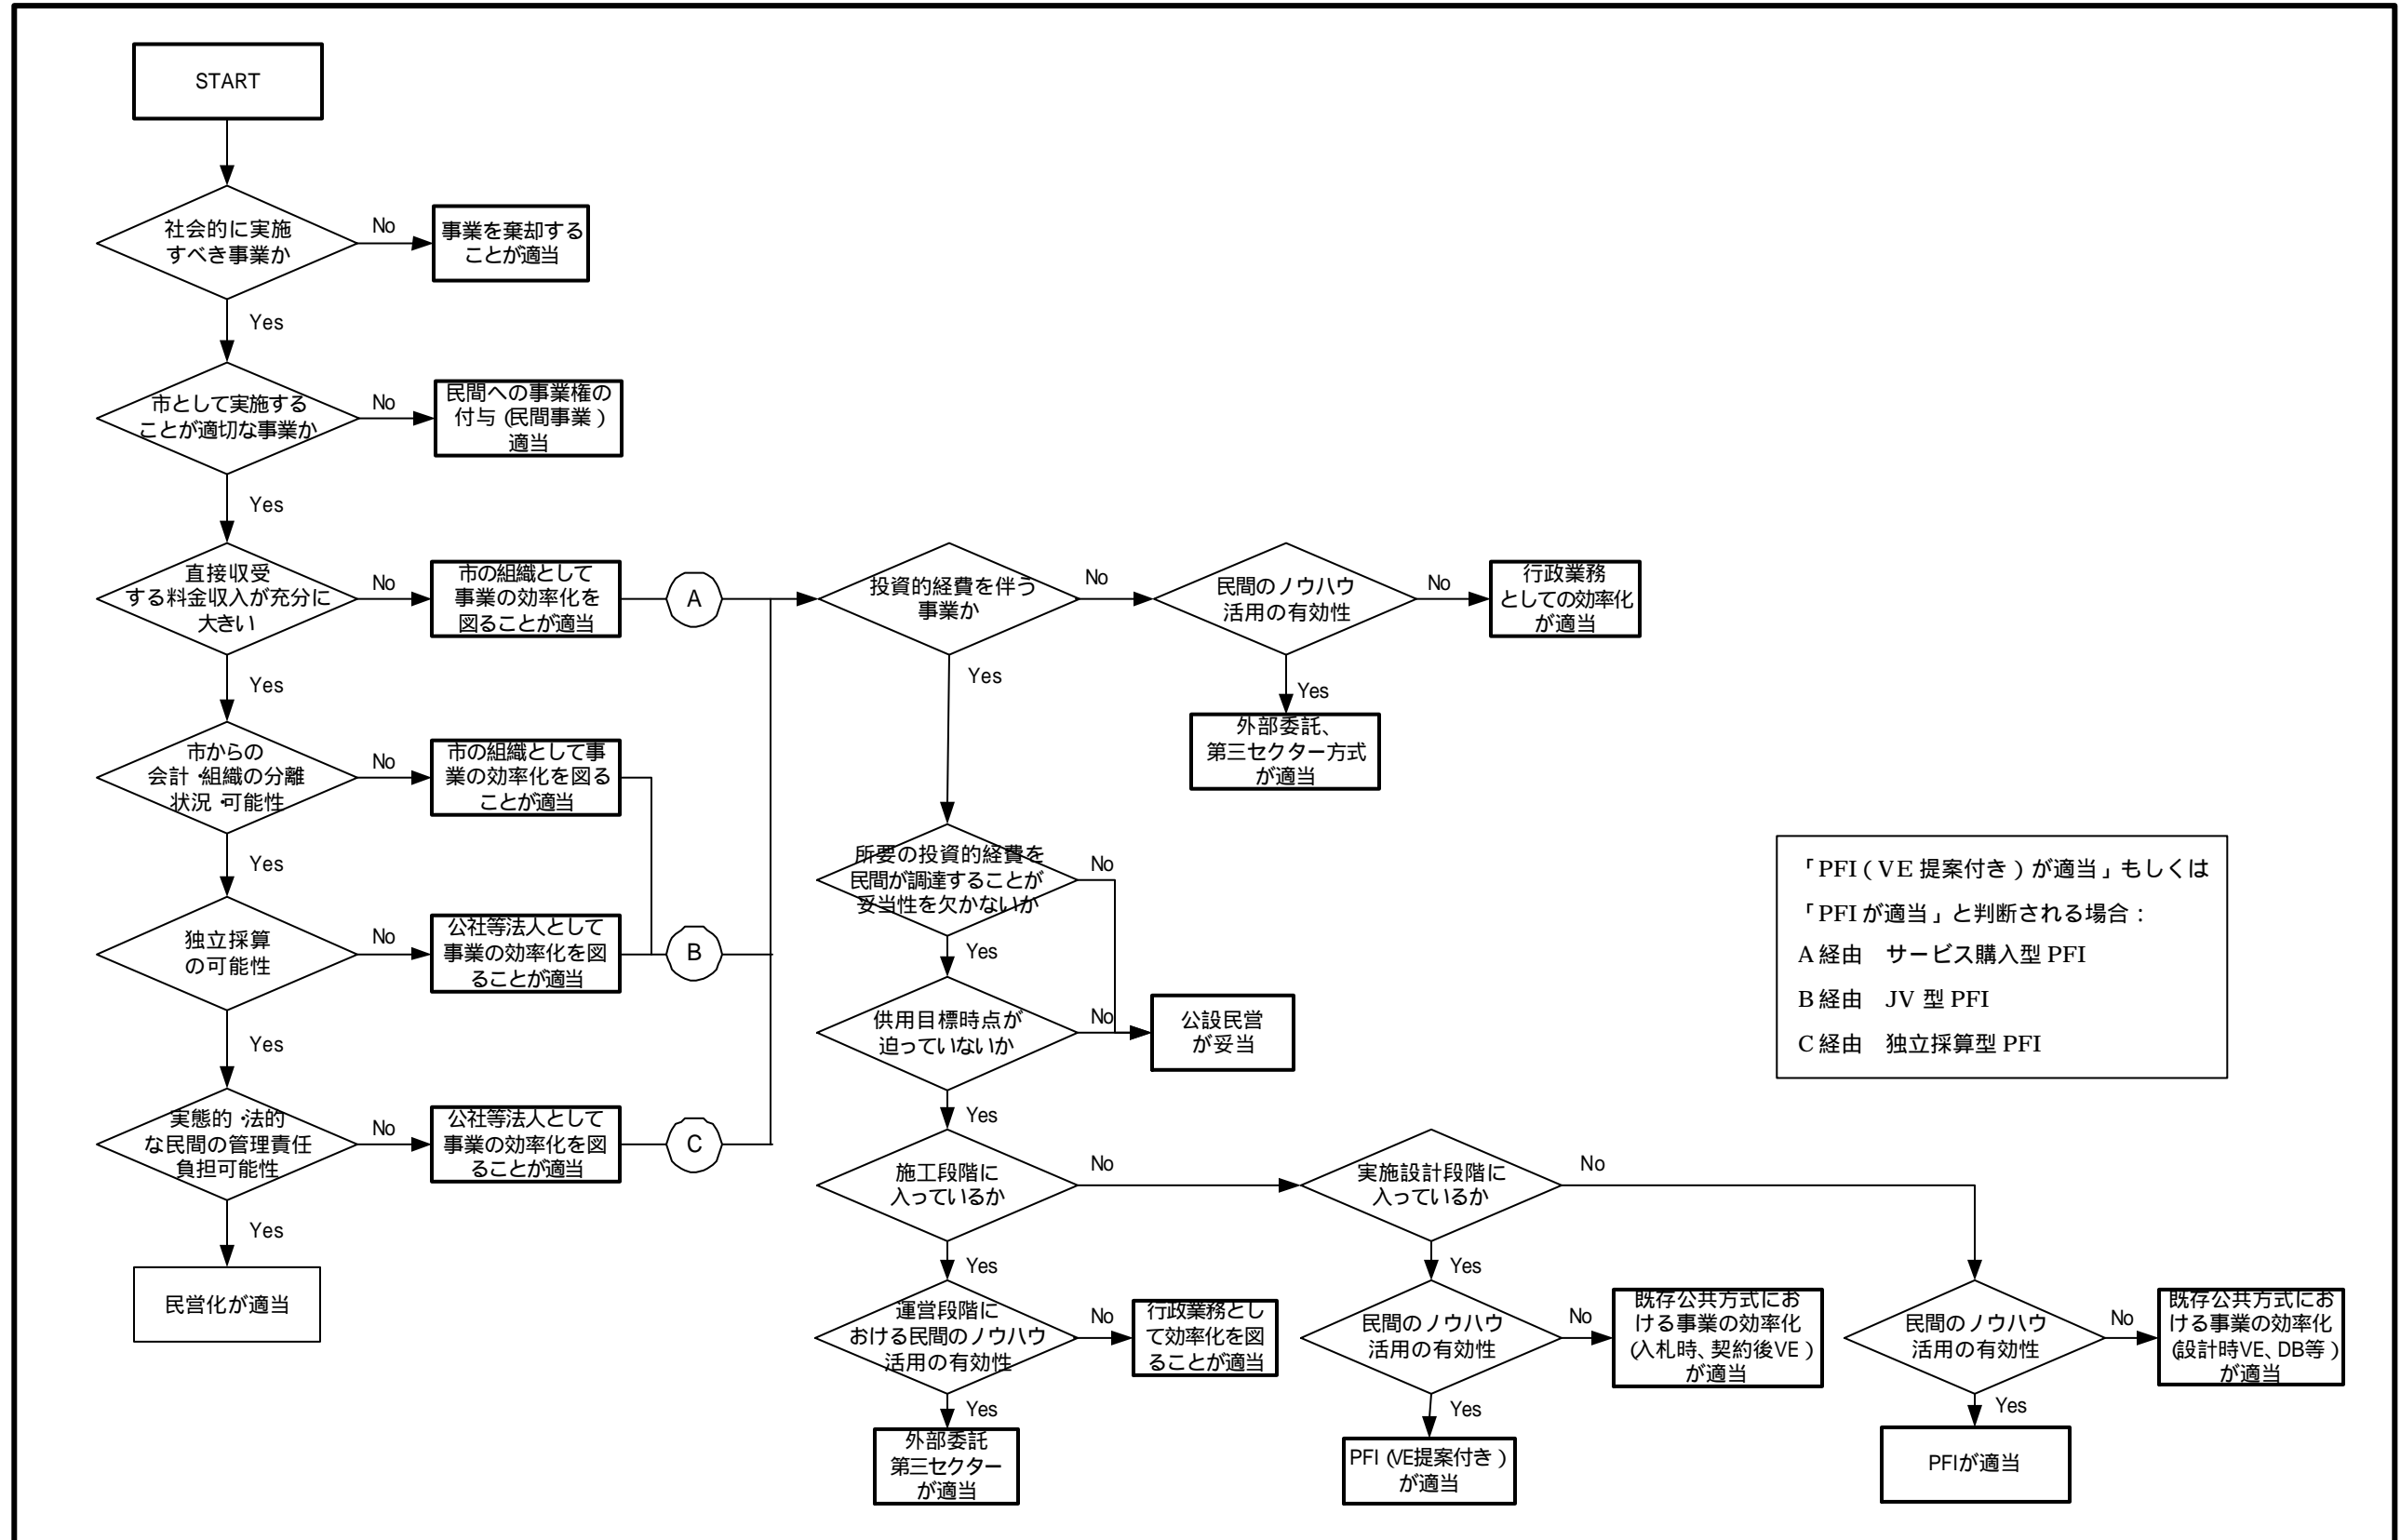 START
社会的に実施
すべき事業か
No
事業を棄却する
ことが適当
Yes
市として実施する
ことが適切な事業か
No
民間への事業権の
付与(民間事業)
適当
Yes
直接収受
する料金収入が充分に
大きい
No
市の組織として
事業の効率化を
図ることが適当
A
投資的経費を伴う
事業か
No
民間のノウハウ
活用の有効性
No
行政業務
としての効率化
が適当
Yes
Yes
Yes
外部委託、
第三セクター方式
が適当
市からの
会計・組織の分離
状況・可能性
No
市の組織として事
業の効率化を図る
ことが適当
Yes
所要の投資的経費を
民間が調達することが
妥当性を欠かないか
No
「PFI(VE 提案付き)が適当」もしくは
「PFI が適当」と判断される場合:
A 経由 サービス購入型 PFI
B 経由 JV 型 PFI
C 経由 独立採算型 PFI
独立採算
の可能性
No
公社等法人として
事業の効率化を図
ることが適当
B
Yes
供用目標時点が
迫っていないか
No
公設民営
が妥当
Yes
実態的・法的
な民間の管理責任
負担可能性
No
公社等法人として
事業の効率化を図
ることが適当
C
Yes
施工段階に
入っているか
No
実施設計段階に
入っているか
No
Yes
民営化が適当
Yes
運営段階に
おける民間のノウハウ
活用の有効性
No
行政業務とし
て効率化を図
ることが適当
Yes
民間のノウハウ
活用の有効性
No
既存公共方式にお
ける事業の効率化
(入札時、契約後VE)
が適当
民間のノウハウ
活用の有効性
No
既存公共方式にお
ける事業の効率化
(設計時VE、DB等)
が適当
Yes
外部委託
第三セクター
が適当
Yes
PFI(VE提案付き)
が適当
Yes
PFIが適当